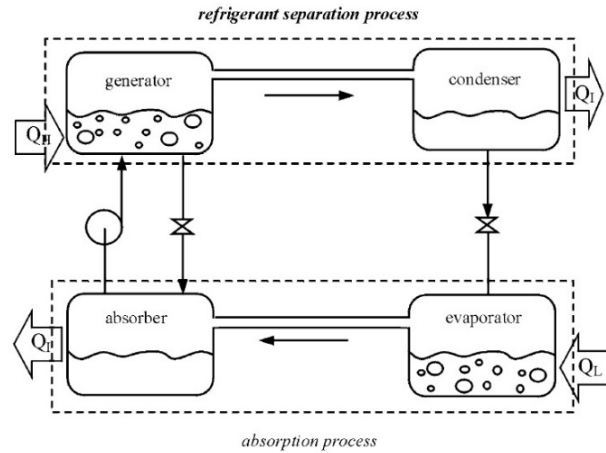 refrigerant separation process
generator
condenser
Q_H
Q_I
absorber
evaporator
Q_I
Q_L
absorption process